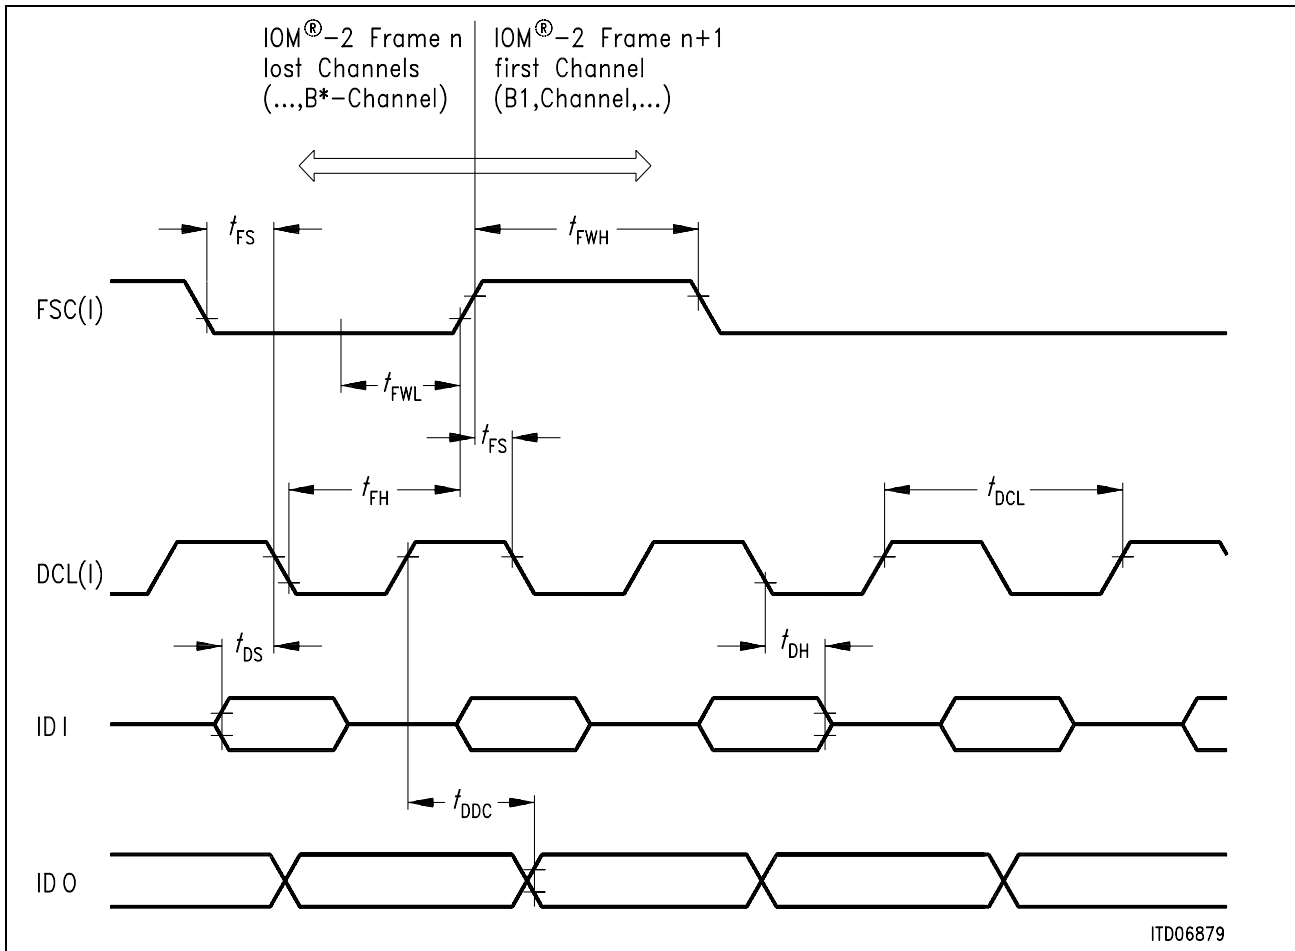 IOM®-2 Frame n
lost Channels
(...,B*-Channel)
IOM®-2 Frame n+1
first Channel
(B1,Channel,...)
tFS
tFWH
FSC(I)
tFWL
tFS
tFH
tDCL
DCL(I)
tDS
tDH
ID I
tDDC
ID O
ITD06879